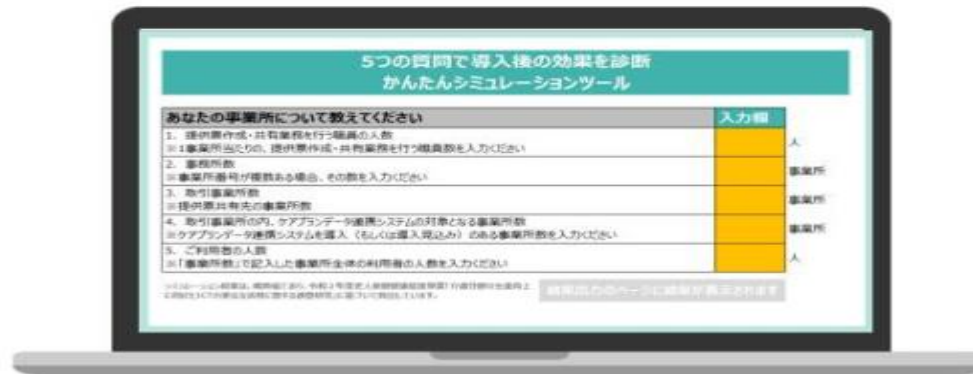 5つの質問で導入後の効果を診断
かんたんシミュレーションツール
あなたの事業所について教えてください 入力欄
1. 提供票作成・共有業務を行う職員の人数
※1事業所当たりの、提供票作成・共有業務を行う職員数を入力ください
人
2. 事務所数
※事業所番号が複数ある場合、その数を入力ください
事業所
3. 取引事業所数
※提供票共有先の事業所数
事業所
4. 取引事業所の内、ケアプランデータ連携システムの対象となる事業所数
※ケアプランデータ連携システムを導入(もしくは導入見込み)のある事業所数を入力ください
事業所
5. ご利用者の人数
※「事業所数」で記入した事業所全体の利用者の人数を入力ください
人
結果出力のページに結果が表示されます